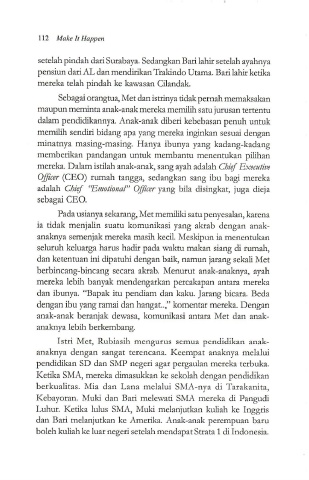 112 Make It Happen
setelah pindah dari Surabaya. Sedangkan Bari lahir setelah ayahnya
pensiun dari AL dan mendirikan Trakindo Utama. Bari lahir ketika
mereka telah pindah ke kawasan Cilandak.
Sebagai orangtua, Met dan istrinya tidak pernah memaksakan
maupun meminta anak-anak mereka memilih satu jurusan tertentu
dalam pendidikannya. Anak-anak diberi kebebasan penuh untuk
memilih sendiri bidang apa yang mereka inginkan sesuai dengan
minatnya masing-masing. Hanya ibunya yang kadang-kadang
memberikan pandangan untuk membantu menentukan pilihan
mereka. Dalam istilah anak-anak, sang ayah adalah Chief Executive
Officer (CEO) rumah tangga, sedangkan sang ibu bagi mereka
adalah Chief "Emotional" Officer yang bila disingkat, juga dieja
sebagai CEO.
Pada usianya sekarang, Met memiliki satu penyesalan, karena
ia tidak menjalin suatu komunikasi yang akrab dengan anak-
anaknya semenjak mereka masih kecil. Meskipun ia menentukan
seluruh keluarga harus hadir pada waktu makan siang di rumah,
dan ketentuan ini dipatuhi dengan baik, namun jarang sekali Met
berbincang-bincang secara akrab. Menurut anak-anaknya, ayah
mereka lebih banyak mendengarkan percakapan antara mereka
dan ibunya. "Bapak itu pendiam dan kaku. Jarang bicara. Beda
dengan ibu yang ramai dan hangat..," komentar mereka. Dengan
anak-anak beranjak dewasa, komunikasi antara Met dan anak-
anaknya lebih berkembang.
Istri Met, Rubiasih mengurus semua pendidikan anak-
anaknya dengan sangat terencana. Keempat anaknya melalui
pendidikan SD dan SMP negeri agar pergaulan mereka terbuka.
Ketika SMA, mereka dimasukkan ke sekolah dengan pendidikan
berkualitas. Mia dan Lana melalui SMA-nya di Tarakanita,
Kebayoran. Muki dan Bari melewati SMA mereka di Pangudi
Luhur. Ketika lulus SMA, Muki melanjutkan kuliah ke Inggris
dan Bari melanjutkan ke Amerika. Anak-anak perempuan baru
boleh kuliah ke luar negeri setelah mendapat Strata 1 di Indonesia.